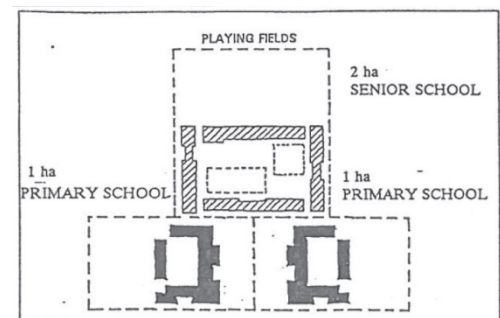 PLAYING FIELDS
2 ha
SENIOR SCHOOL
1 ha
PRIMARY SCHOOL
1 ha
PRIMARY SCHOOL